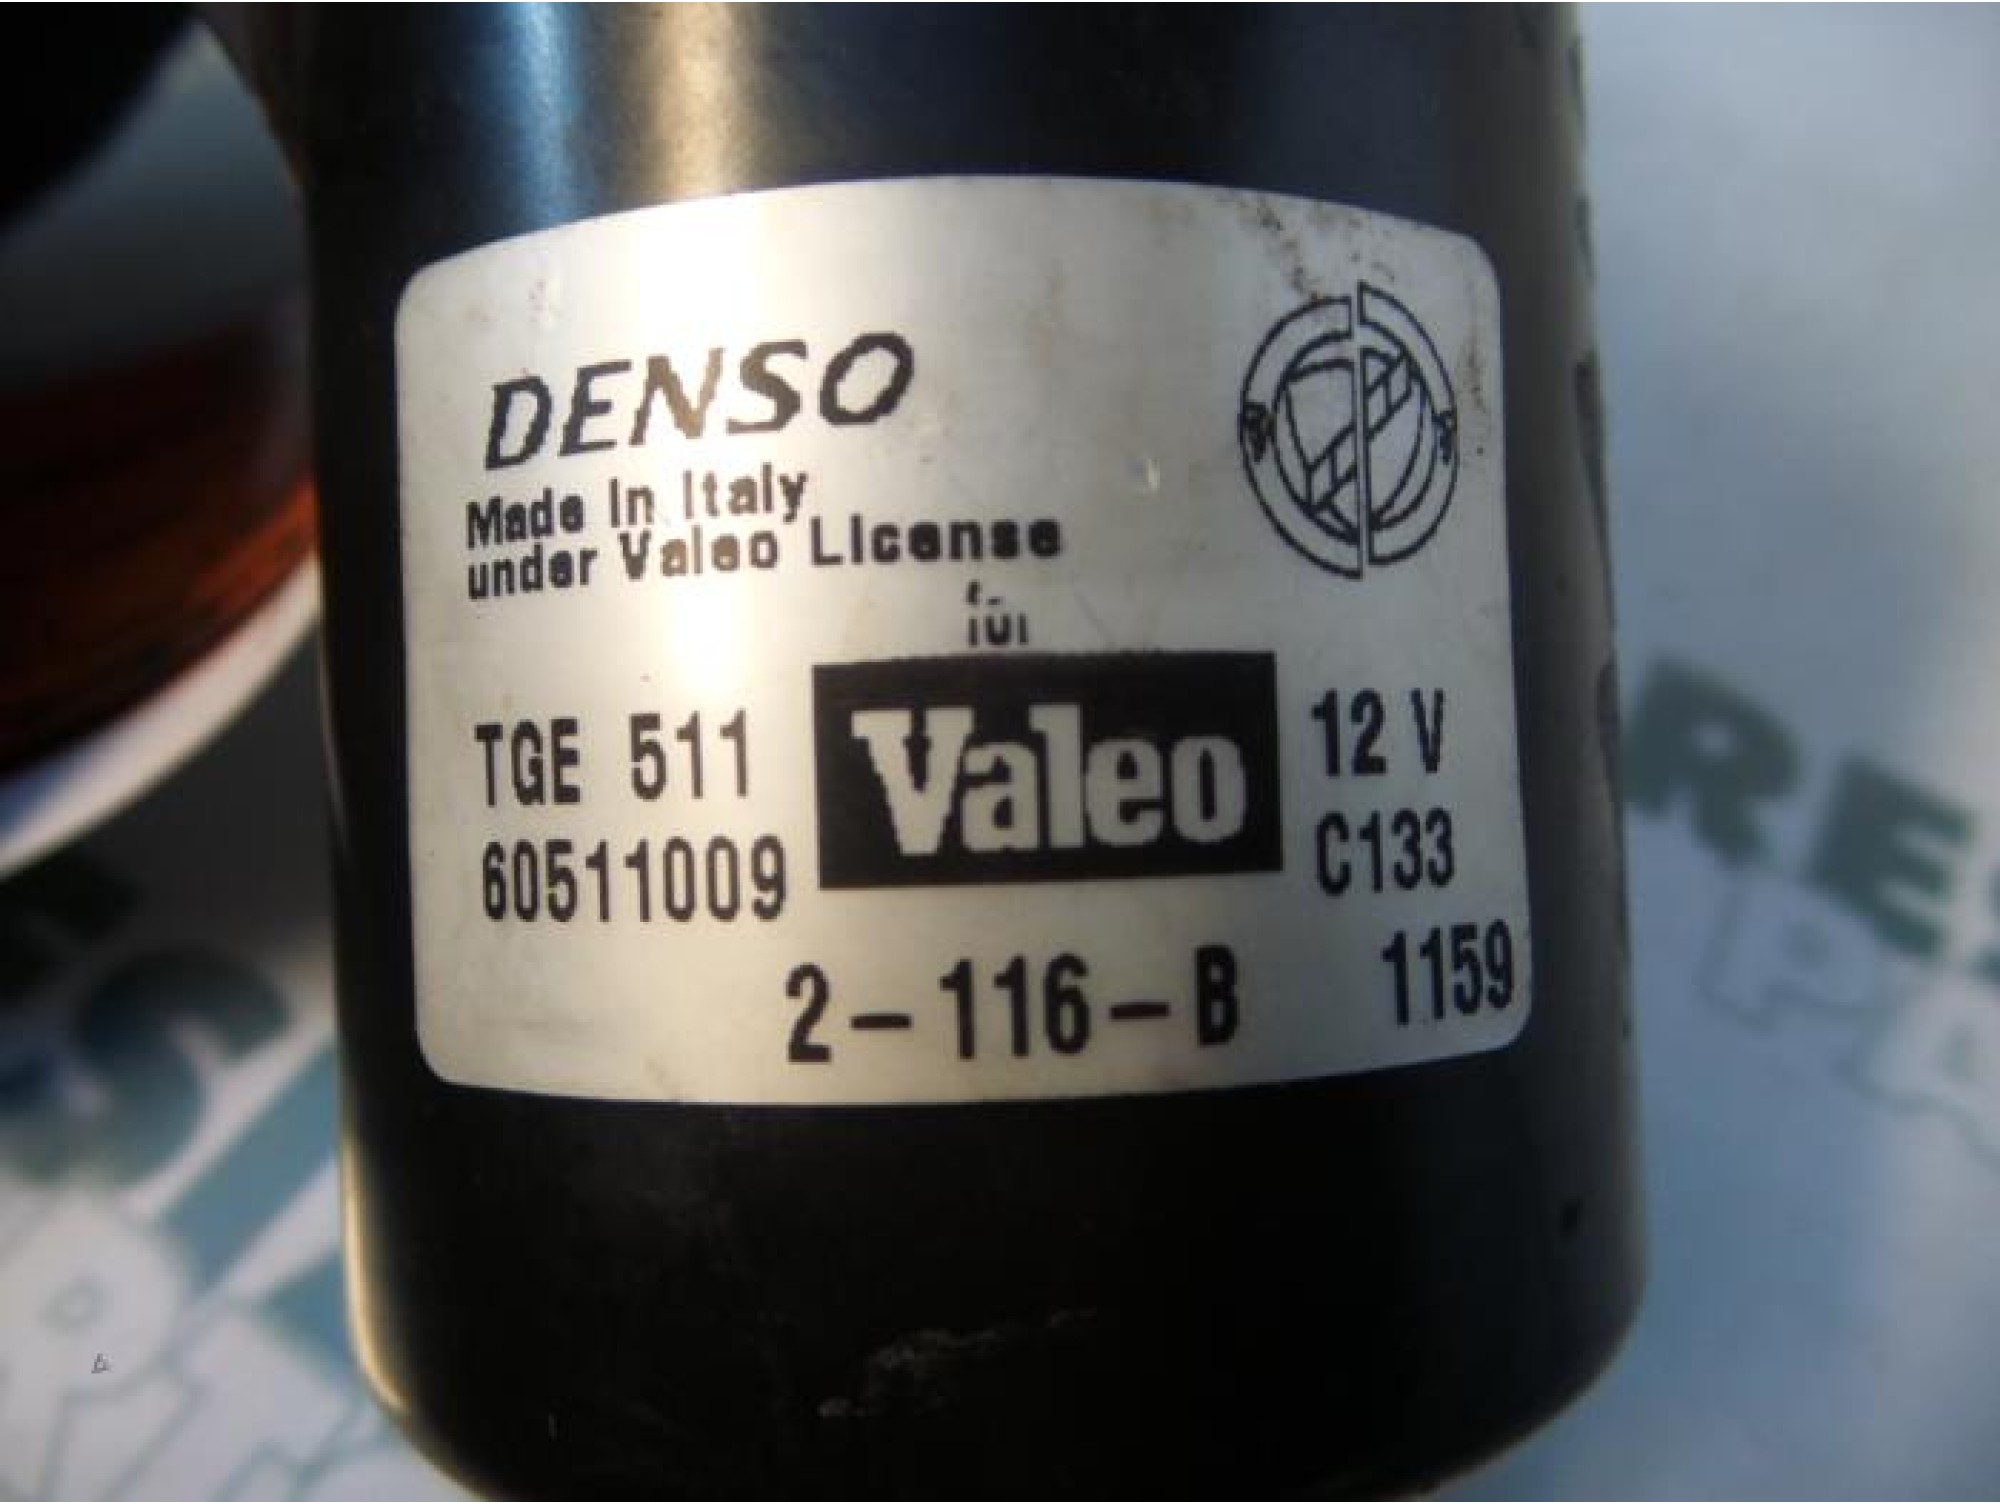 DENSO
Made In Italy
under Valeo License
TGE 511
Valeo
12 V
60511009
C133
2-116-B
1159